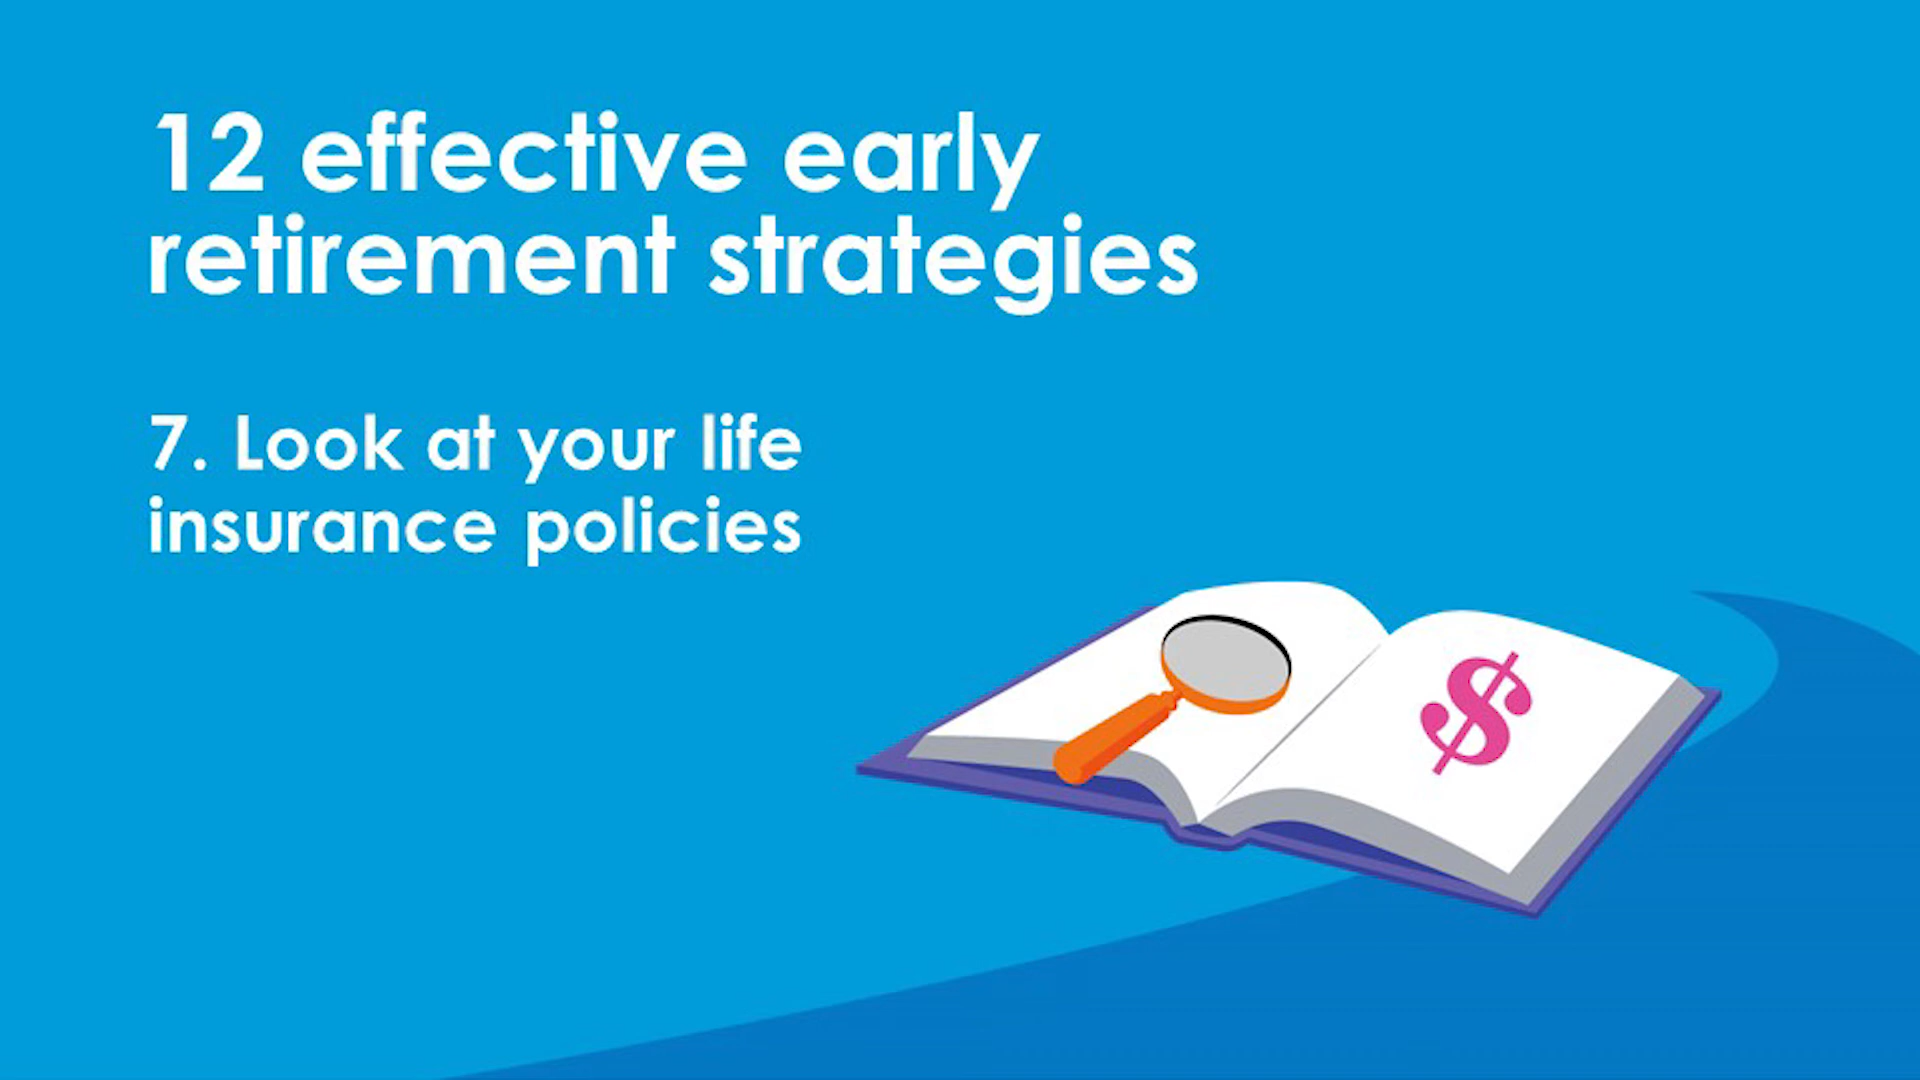 12 effective early
retirement strategies
7. Look at your life
insurance policies
$